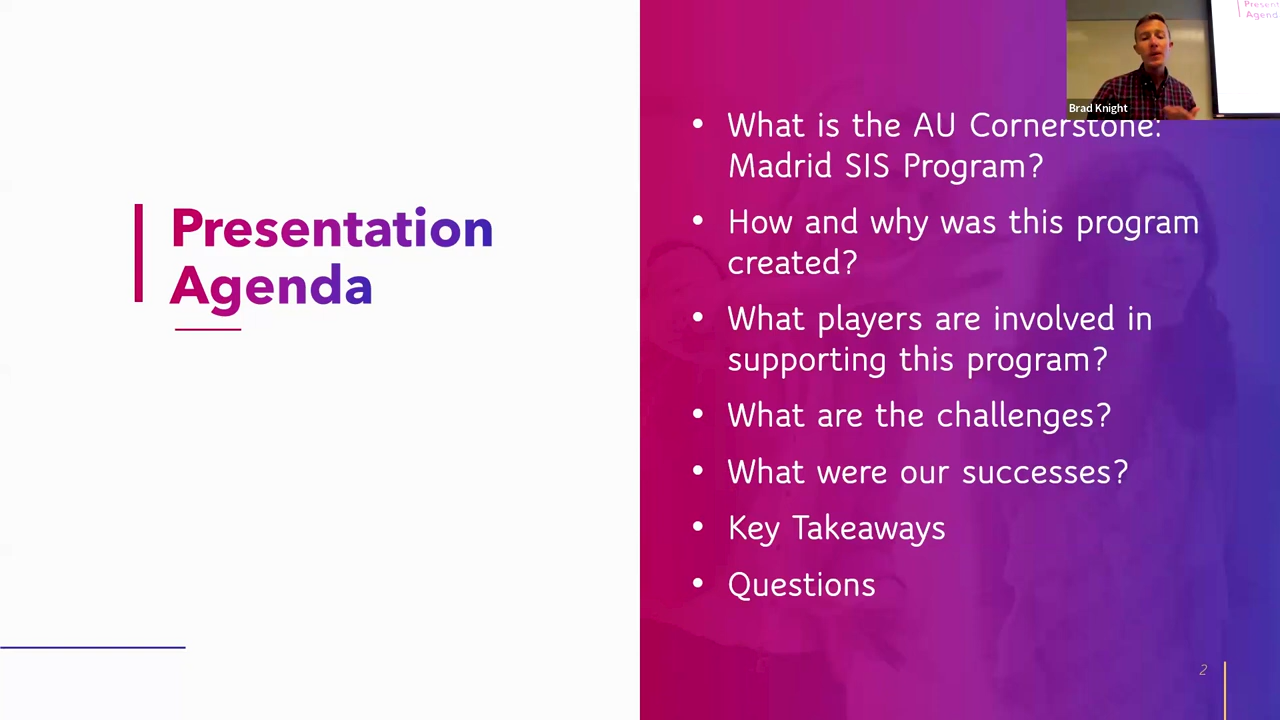 Presentation
Agenda
• What is the AU Cornerstone:
Madrid SIS Program?
• How and why was this program
created?
• What players are involved in
supporting this program?
• What are the challenges?
• What were our successes?
• Key Takeaways
• Questions
2
Brad Knight
Present
Agend